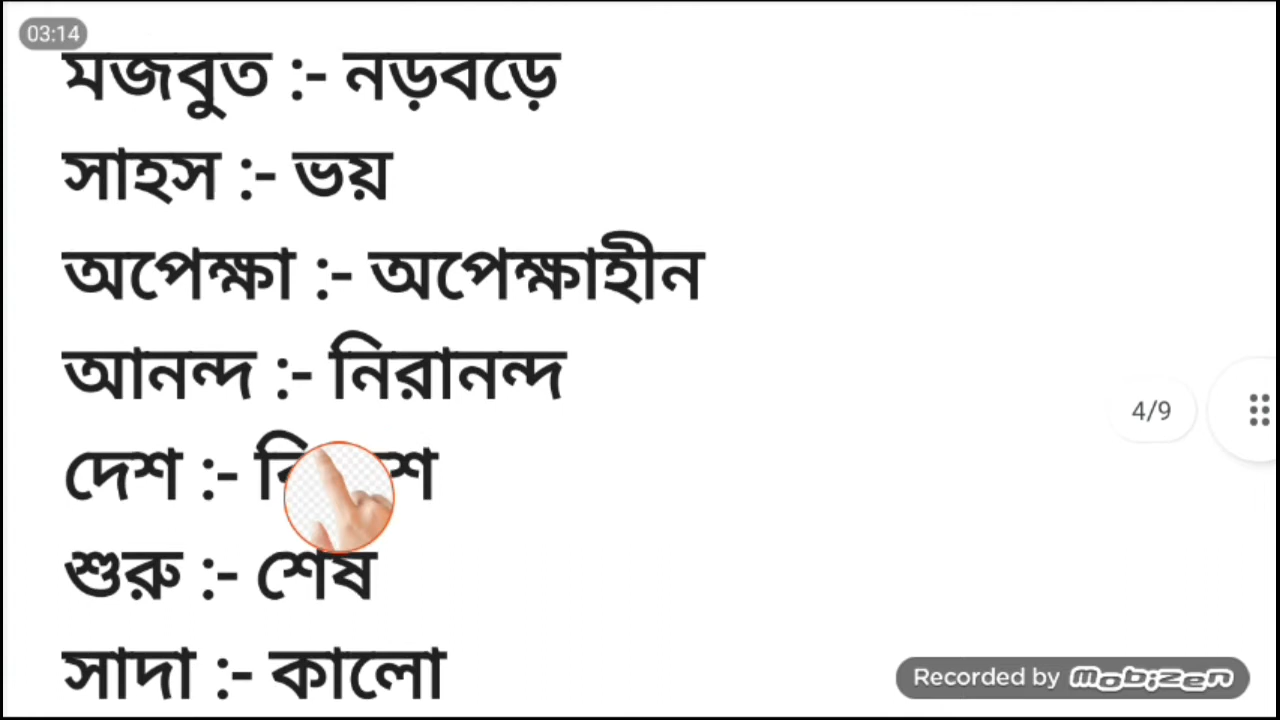 03:14
মজবুত :- নড়বড়ে
সাহস :- ভয়
অপেক্ষা :- অপেক্ষাহীন
আনন্দ :- নিরানন্দ
দেশ :-
4/9
শুরু :- শেষ
সাদা :- কালো
Recorded by mobizen